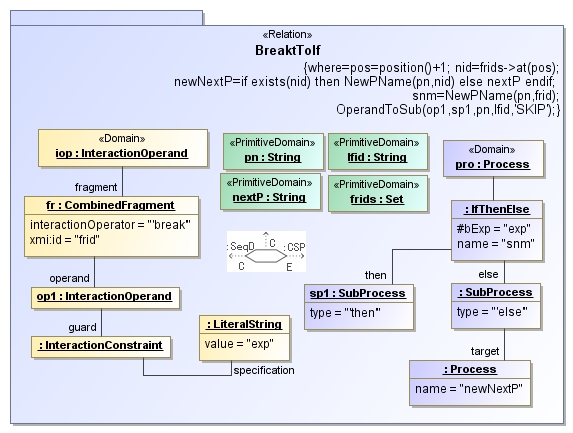 «Relation»
BreaktToIf
{where=pos=position()+1; nid=frids->at(pos);
newNextP=if exists(nid) then NewPName(pn,nid) else nextP endif;
snm=NewPName(pn,frid);
OperandToSub(op1,sp1,pn,lfid,'SKIP');}
«Domain»
iop : InteractionOperand
«PrimitiveDomain»
pn : String
«PrimitiveDomain»
lfid : String
«Domain»
pro : Process
fragment
«PrimitiveDomain»
nextP : String
«PrimitiveDomain»
frids : Set
fr : CombinedFragment
interactionOperator = "'break'"
xmi:id = "frid"
: IfThenElse
#bExp = "exp"
name = "snm"
:SeqD
C
:CSP
C
E
operand
then
else
op1 : InteractionOperand
sp1 : SubProcess
type = "'then'"
: SubProcess
type = "'else'"
guard
: InteractionConstraint
: LiteralString
value = "exp"
specification
target
: Process
name = "newNextP"